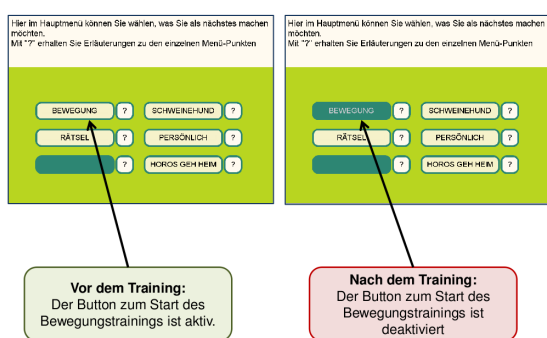 Hier im Hauptmenü können Sie wählen, was Sie als nächstes machen
möchten.
Mit "?" erhalten Sie Erläuterungen zu den einzelnen Menü-Punkten
BEWEGUNG ? SCHWEINEHUND ?
RÄTSEL ? PERSÖNLICH ?
? HOROS GEH HEIM ?
Vor dem Training:
Der Button zum Start des
Bewegungstrainings ist aktiv.
Hier im Hauptmenü können Sie wählen, was Sie als nächstes machen
möchten.
Mit "?" erhalten Sie Erläuterungen zu den einzelnen Menü-Punkten
BEWEGUNG ? SCHWEINEHUND ?
RÄTSEL ? PERSÖNLICH ?
? HOROS GEH HEIM ?
Nach dem Training:
Der Button zum Start des
Bewegungstrainings ist
deaktiviert